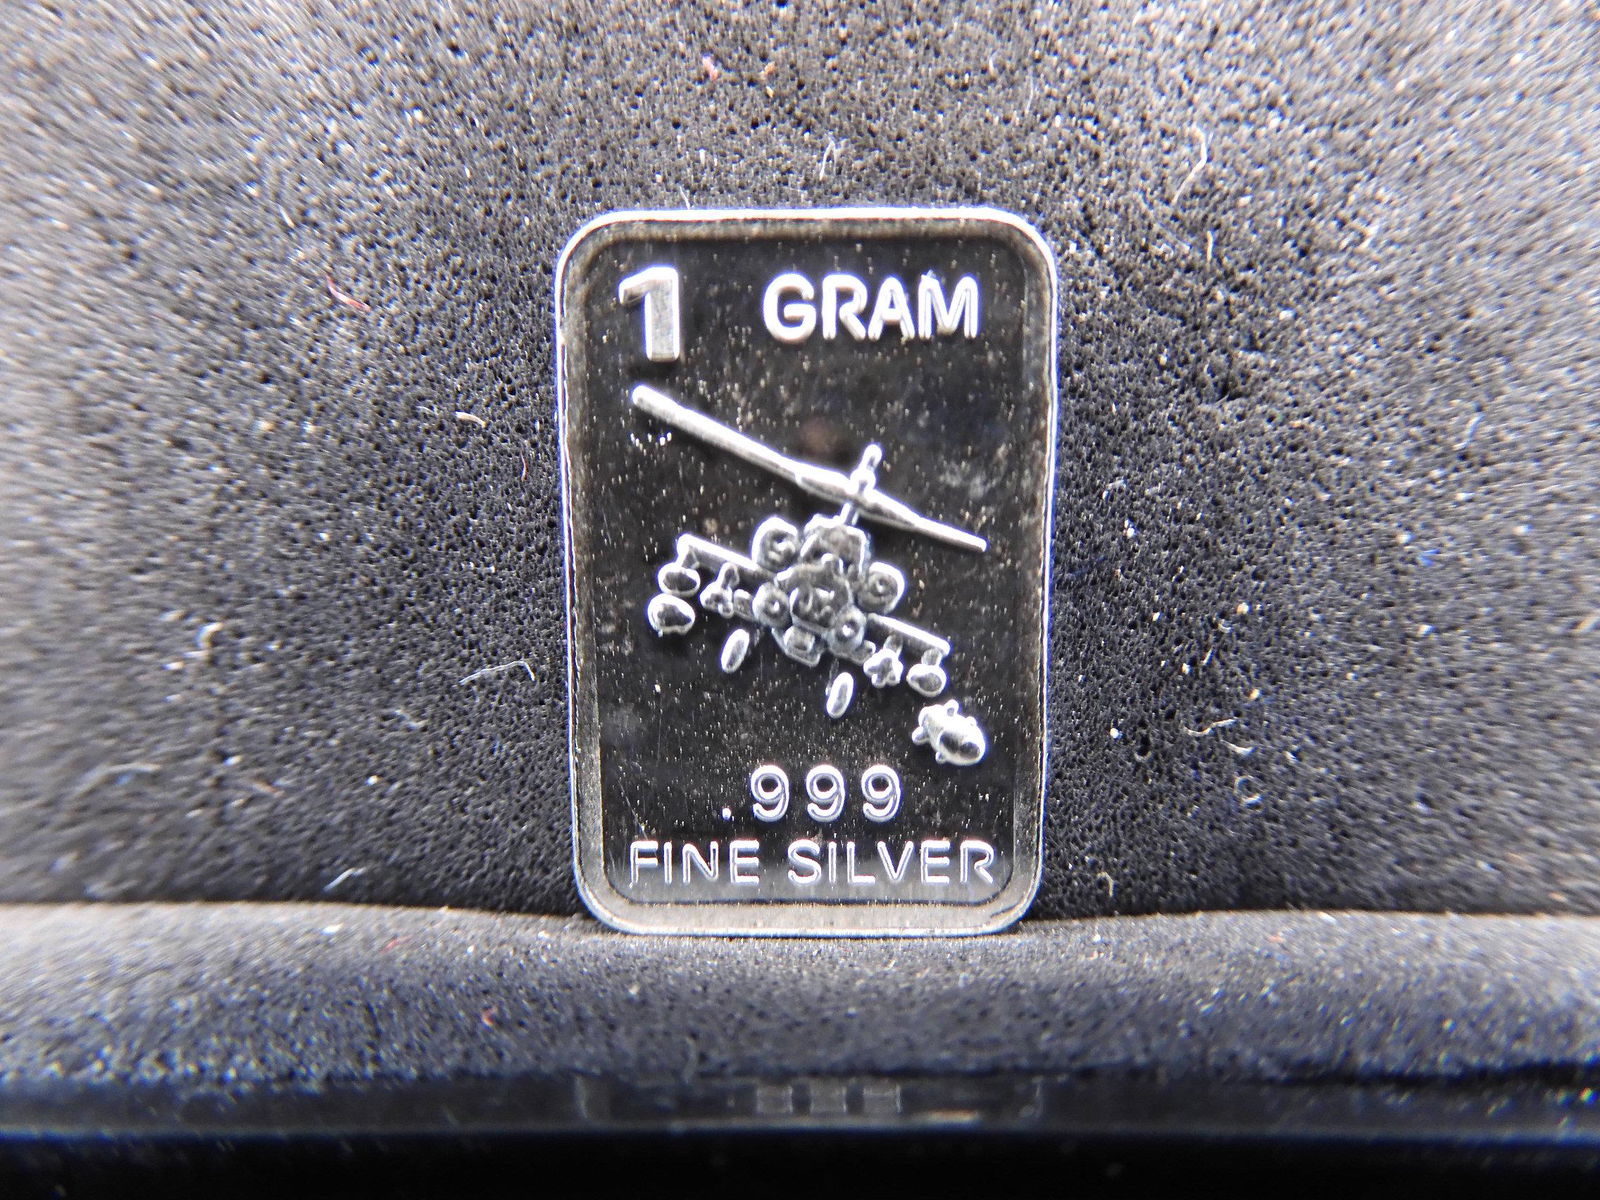 1 GRAM
.999
FINE SILVER